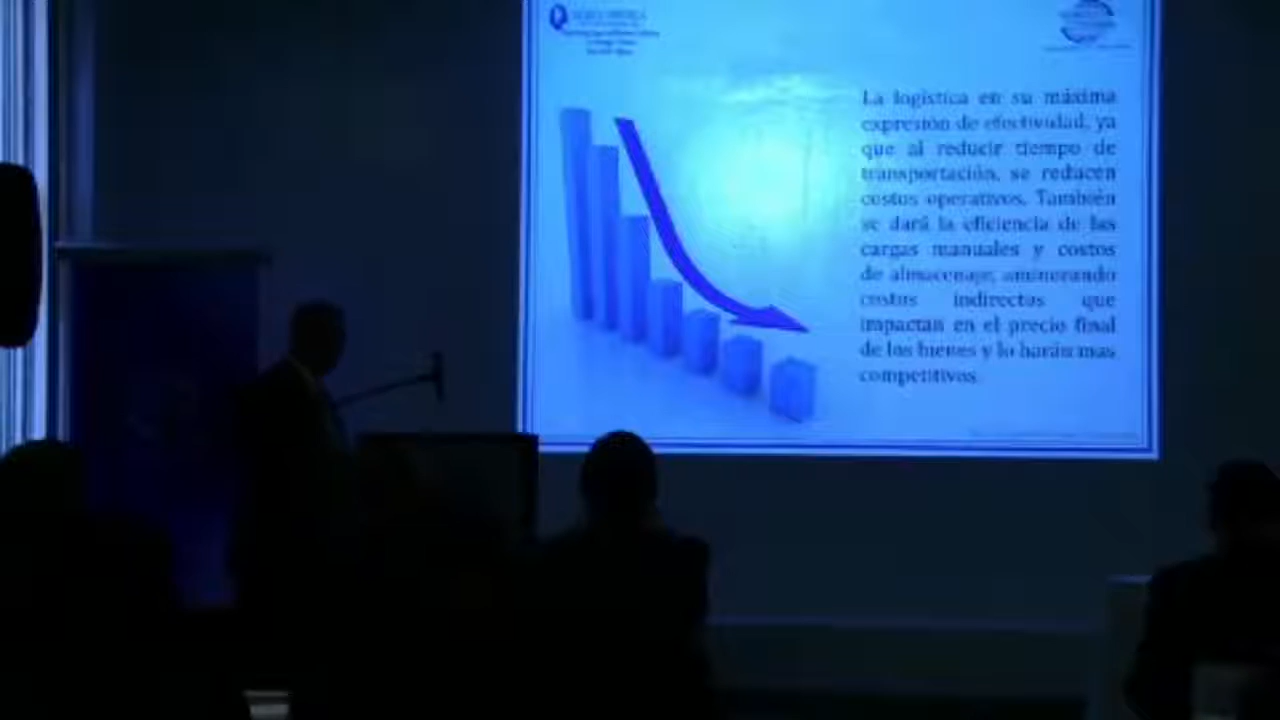 La logística en su máxima
expresión de efectividad, ya
que al reducir tiempo de
transportación, se reducen
costos operativos. También
se dará la eficiencia de las
cargas manuales y costos
de almacenaje, aminorando
costos indirectos que
impactan en el precio final
de los bienes y lo harán mas
competitivos.